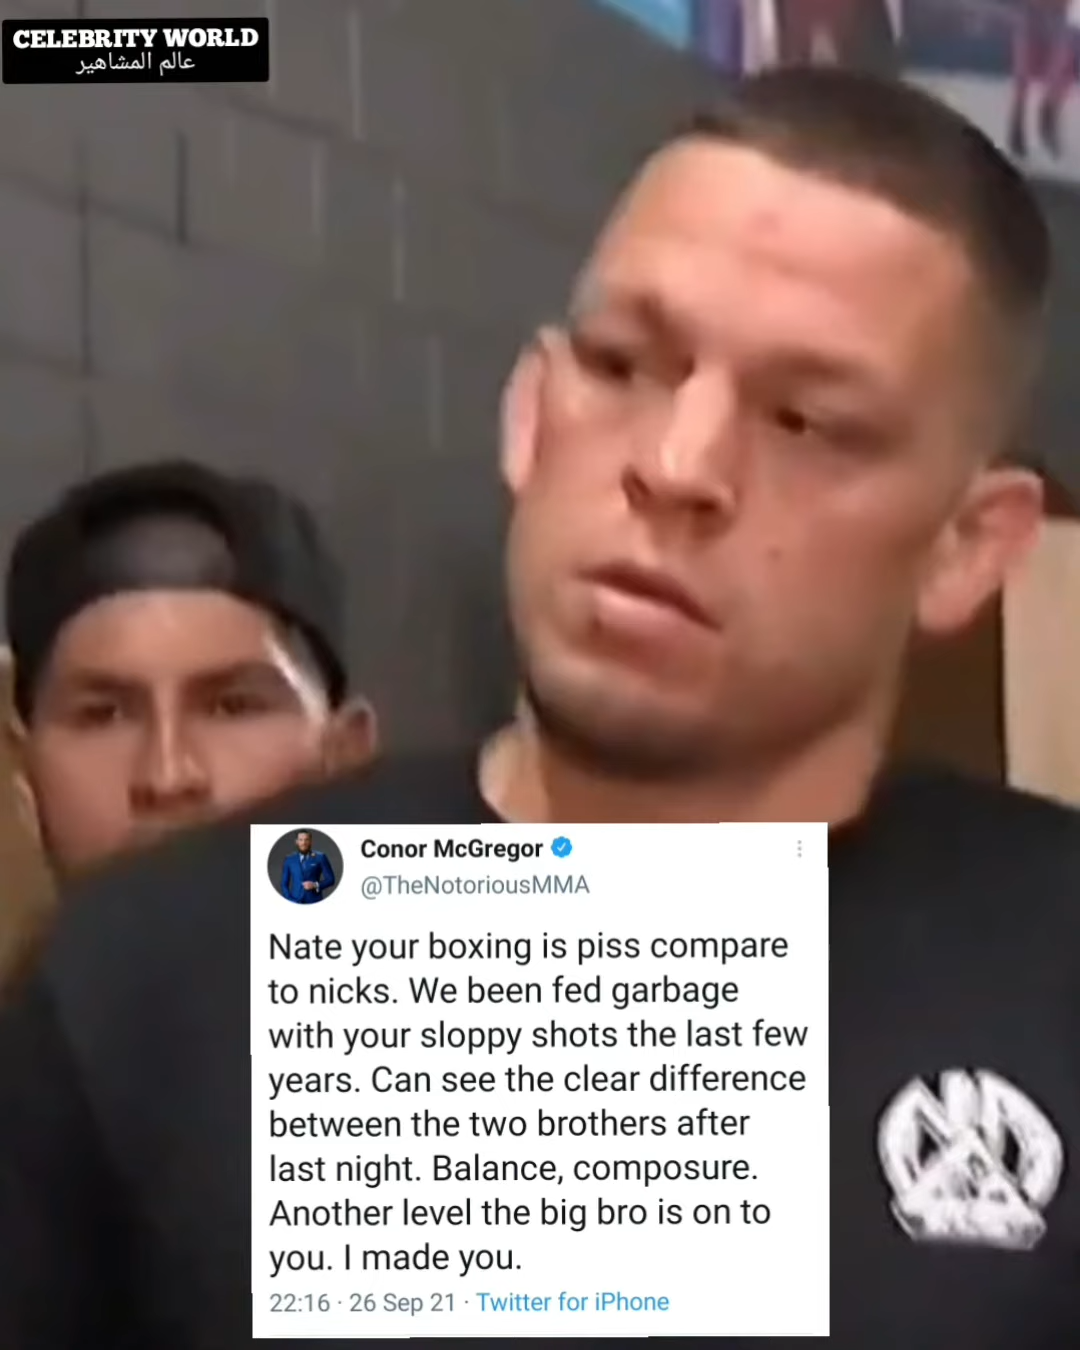 CELEBRITY WORLD
عالم المشاهير
Conor McGregor
@TheNotoriousMMA
Nate your boxing is piss compare
to nicks. We been fed garbage
with your sloppy shots the last few
years. Can see the clear difference
between the two brothers after
last night. Balance, composure.
Another level the big bro is on to
you. I made you.
22:16 · 26 Sep 21 · Twitter for iPhone
ND